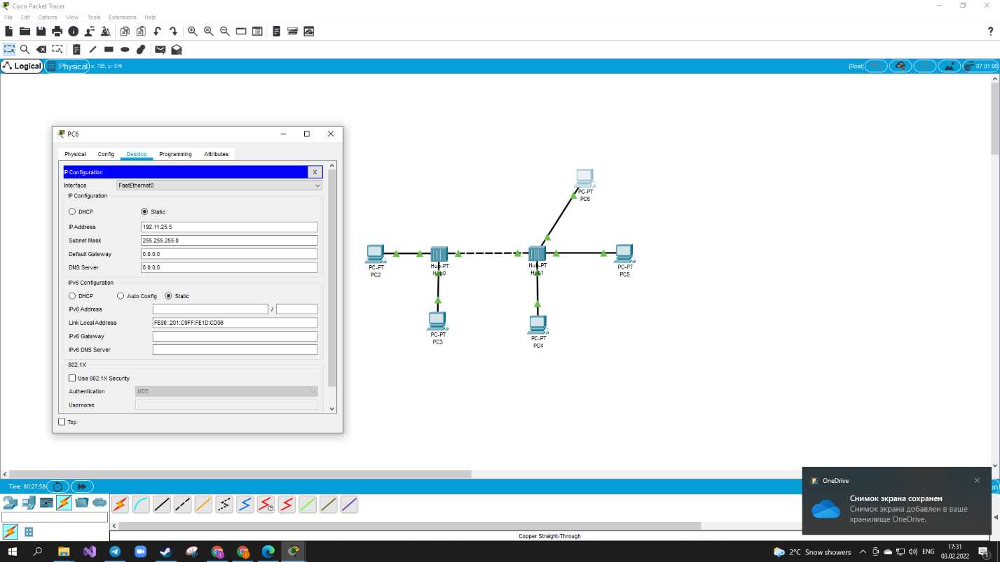 Cisco Packet Tracer
File Edit Options View Tools Extensions Help
?
Logical Physical x: 785, y: 576 [Root] 07:01:00
PC6
Physical Config Desktop Programming Attributes
IP Configuration X
Interface FastEthernet0
IP Configuration
DHCP Static
IP Address 192.11.25.5
Subnet Mask 255.255.255.0
Default Gateway 0.0.0.0
DNS Server 0.0.0.0
IPv6 Configuration
DHCP Auto Config Static
IPv6 Address /
Link Local Address FE80::201:C9FF:FE1D:CD06
IPv6 Gateway
IPv6 DNS Server
802.1X
Use 802.1X Security
Authentication MD5
Username
Top
PC-PT
PC6
PC-PT
PC2
Hub-PT
Hub0
Hub-PT
Hub1
PC-PT
PC5
PC-PT
PC3
PC-PT
PC4
Time: 00:27:58
OneDrive
Снимок экрана сохранен
Снимок экрана добавлен в ваше
хранилище OneDrive.
Copper Straight-Through
2°C Snow showers ENG 17:31
03.02.2022
1